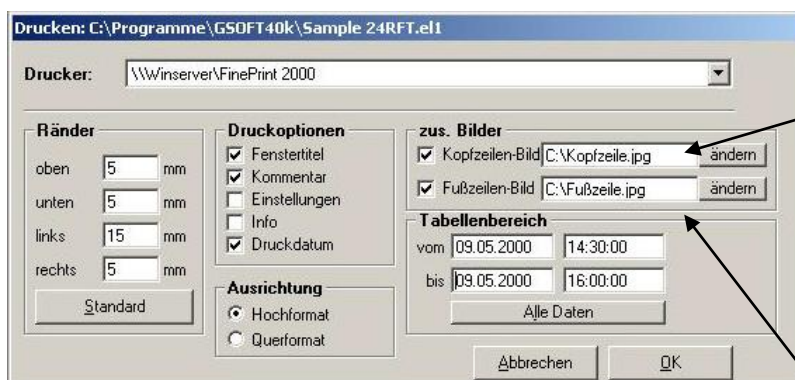 Drucken: C:\Programme\GSOFT40k\Sample 24RFT.el1
Drucker: \\Winserver\FinePrint 2000
Ränder
oben 5 mm
unten 5 mm
links 15 mm
rechts 5 mm
Standard
Druckoptionen
Fenstertitel
Kommentar
Einstellungen
Info
Druckdatum
Ausrichtung
Hochformat
Querformat
zus. Bilder
Kopfzeilen-Bild C:\Kopfzeile.jpg ändern
Fußzeilen-Bild C:\Fußzeile.jpg ändern
Tabellenbereich
vom 09.05.2000 14:30:00
bis 09.05.2000 16:00:00
Alle Daten
Abbrechen OK